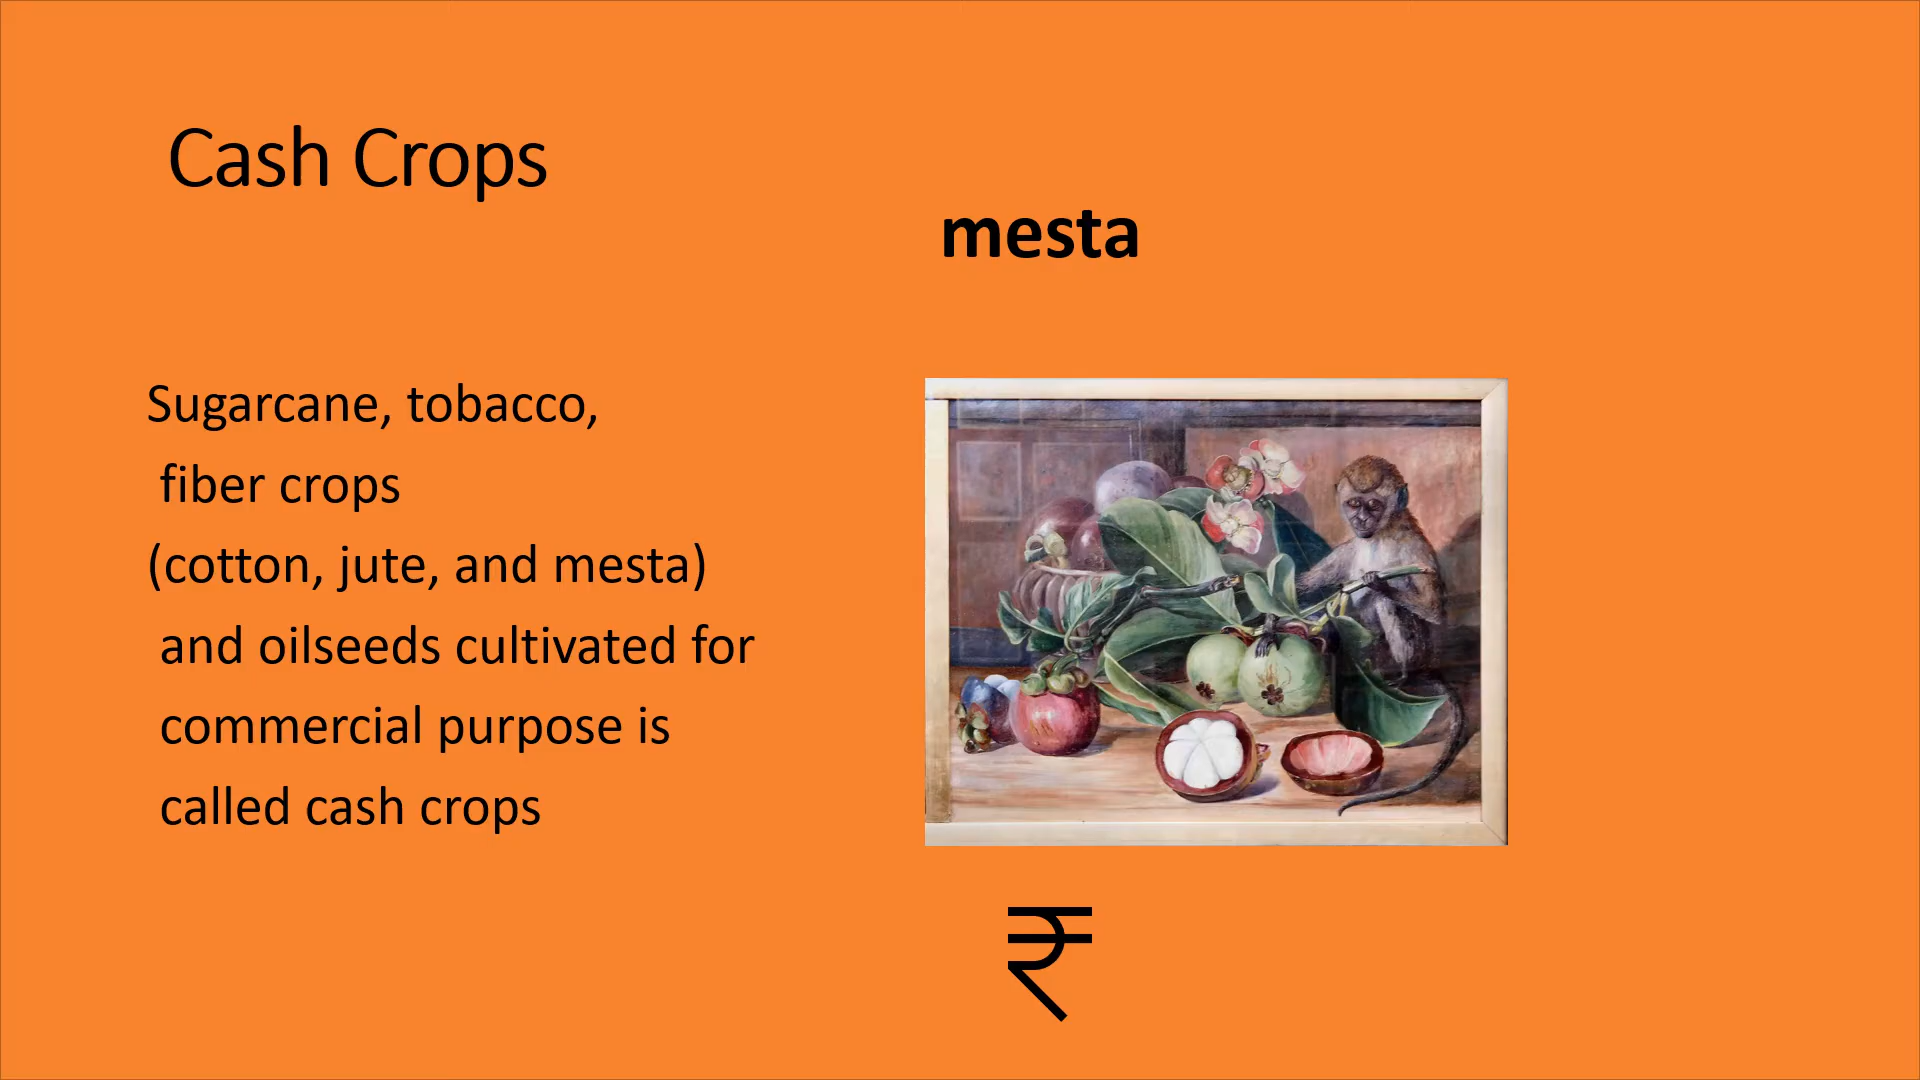 Cash Crops
mesta
Sugarcane, tobacco,
fiber crops
(cotton, jute, and mesta)
and oilseeds cultivated for
commercial purpose is
called cash crops
₹